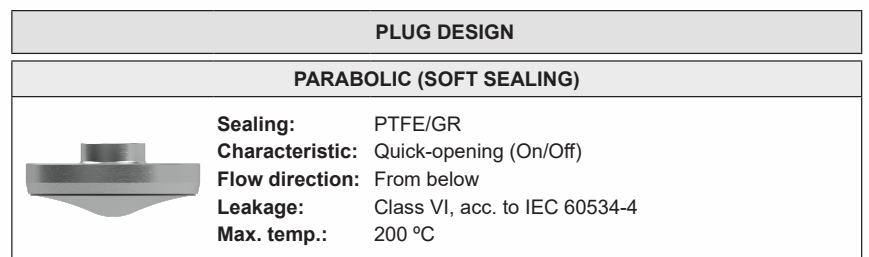 PLUG DESIGN
PARABOLIC (SOFT SEALING)
Sealing: PTFE/GR
Characteristic: Quick-opening (On/Off)
Flow direction: From below
Leakage: Class VI, acc. to IEC 60534-4
Max. temp.: 200 ºC